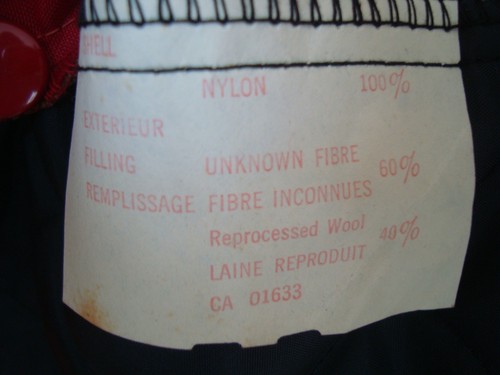 SHELL
NYLON 100%
EXTERIEUR
FILLING UNKNOWN FIBRE 60%
REMPLISSAGE FIBRE INCONNUES
Reprocessed Wool 40%
LAINE REPRODUIT
CA 01633